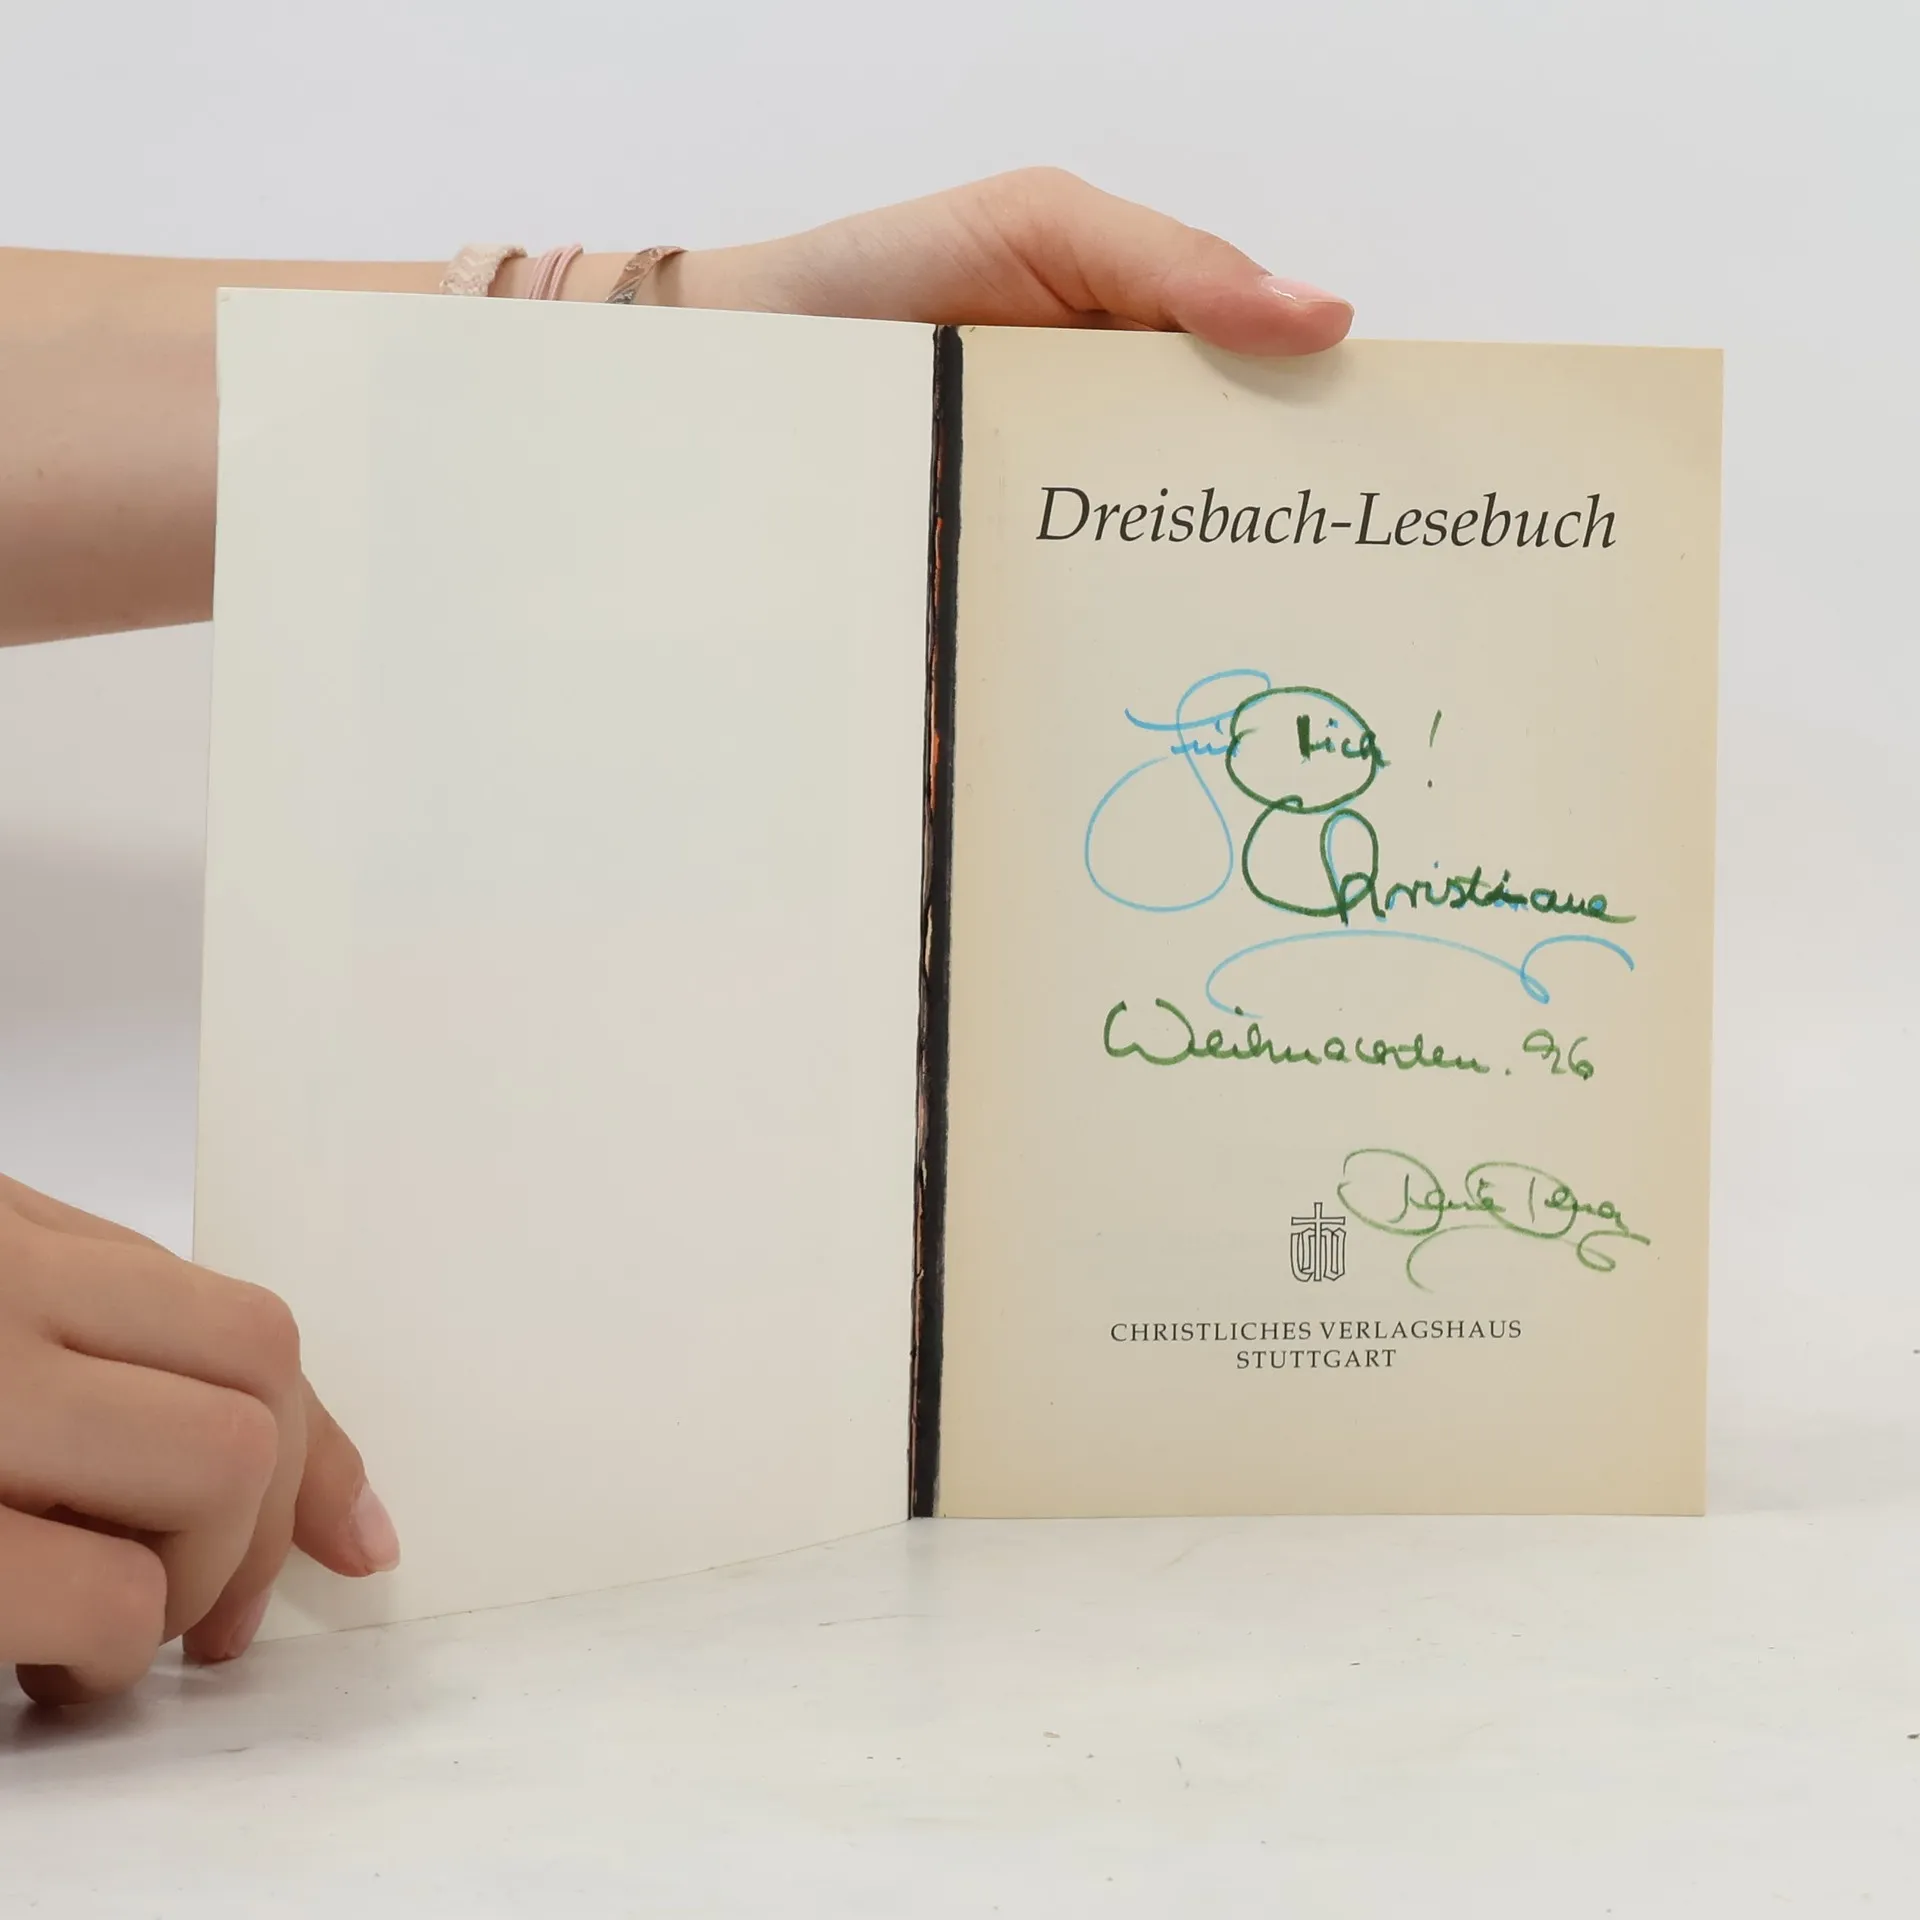 Dreisbach-Lesebuch
Für Dich !
Christiane
Weihnachten. 96
CHRISTLICHES VERLAGSHAUS
STUTTGART